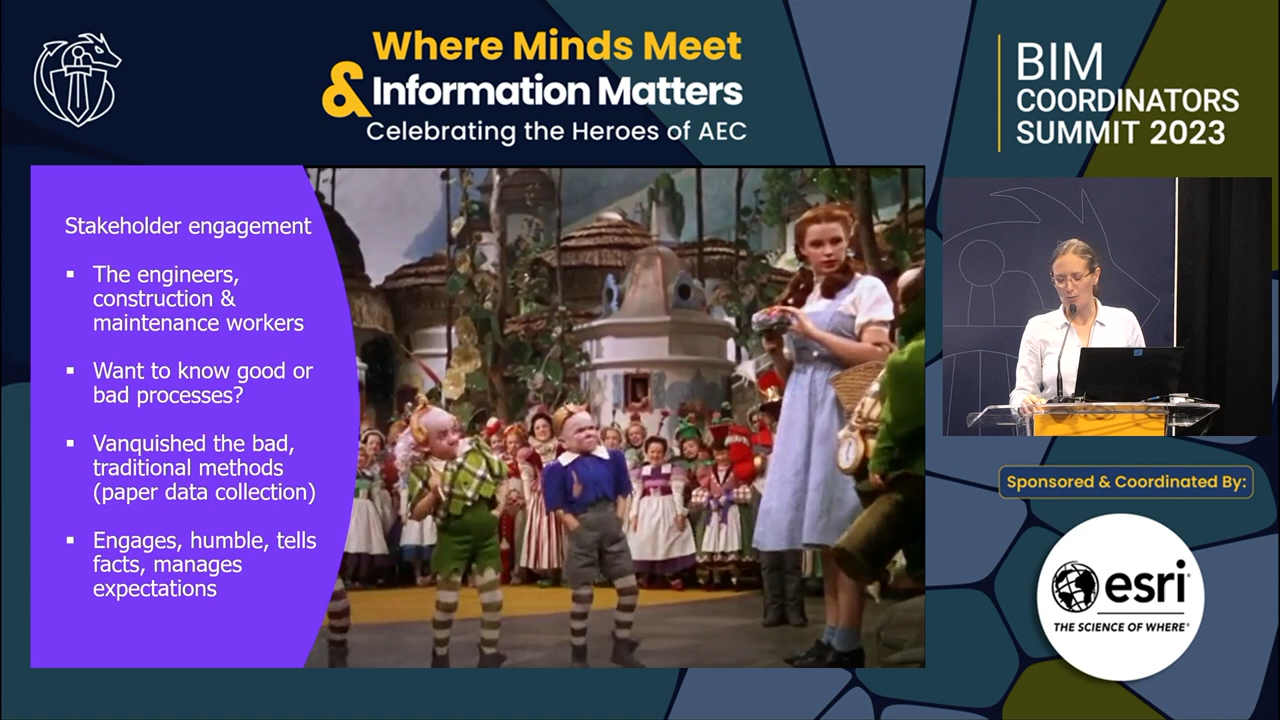 Where Minds Meet
& Information Matters
Celebrating the Heroes of AEC
BIM
COORDINATORS
SUMMIT 2023
Stakeholder engagement
▪ The engineers,
construction &
maintenance workers
▪ Want to know good or
bad processes?
▪ Vanquished the bad,
traditional methods
(paper data collection)
▪ Engages, humble, tells
facts, manages
expectations
Sponsored & Coordinated By:
esri®
THE SCIENCE OF WHERE®